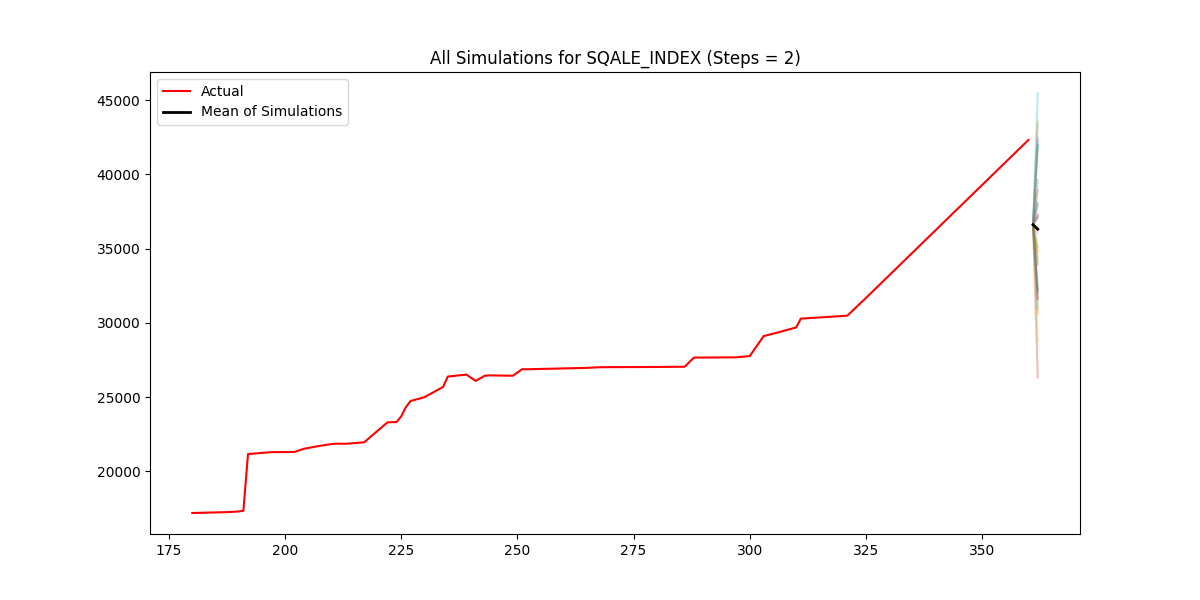 All Simulations for SQALE_INDEX (Steps = 2)
Actual
Mean of Simulations
45000
40000
35000
30000
25000
20000
175 200 225 250 275 300 325 350